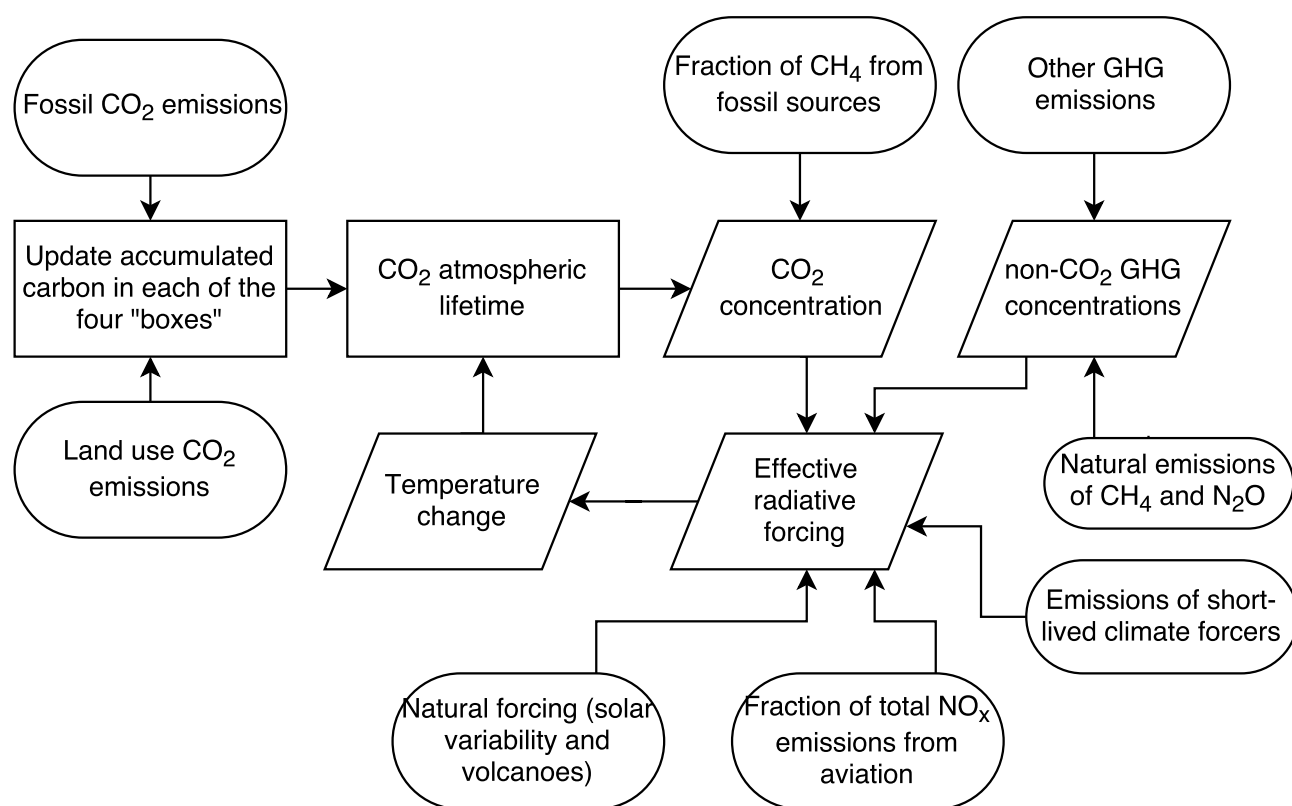 Fossil CO₂ emissions
Fraction of CH₄ from
fossil sources
Other GHG
emissions
Update accumulated
carbon in each of the
four "boxes"
CO₂ atmospheric
lifetime
CO₂
concentration
non-CO₂ GHG
concentrations
Land use CO₂
emissions
Temperature
change
Effective
radiative
forcing
Natural emissions
of CH₄ and N₂O
Emissions of short-
lived climate forcers
Natural forcing (solar
variability and
volcanoes)
Fraction of total NOₓ
emissions from
aviation